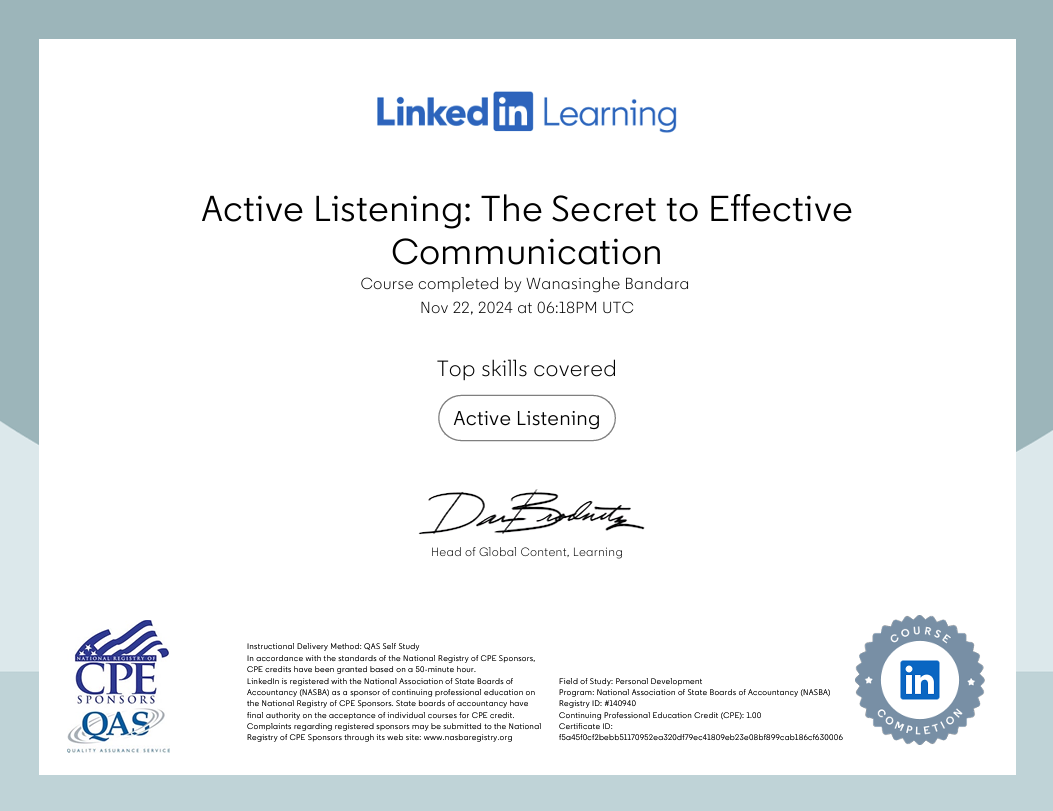 LinkedIn Learning
Active Listening: The Secret to Effective
Communication
Course completed by Wanasinghe Bandara
Nov 22, 2024 at 06:18PM UTC
Top skills covered
Active Listening
Dan Brodnitz
Head of Global Content, Learning
NATIONAL REGISTRY OF
CPE
SPONSORS
QAS
QUALITY ASSURANCE SERVICE
Instructional Delivery Method: QAS Self Study
In accordance with the standards of the National Registry of CPE Sponsors,
CPE credits have been granted based on a 50-minute hour.
LinkedIn is registered with the National Association of State Boards of
Accountancy (NASBA) as a sponsor of continuing professional education on
the National Registry of CPE Sponsors. State boards of accountancy have
final authority on the acceptance of individual courses for CPE credit.
Complaints regarding registered sponsors may be submitted to the National
Registry of CPE Sponsors through its web site: www.nasbaregistry.org
Field of Study: Personal Development
Program: National Association of State Boards of Accountancy (NASBA)
Registry ID: #140940
Continuing Professional Education Credit (CPE): 1.00
Certificate ID:
f5a45f0cf2bebb51170952ea320df79ec41809eb23e08bf899cab186cf630006
COURSE
in
COMPLETION